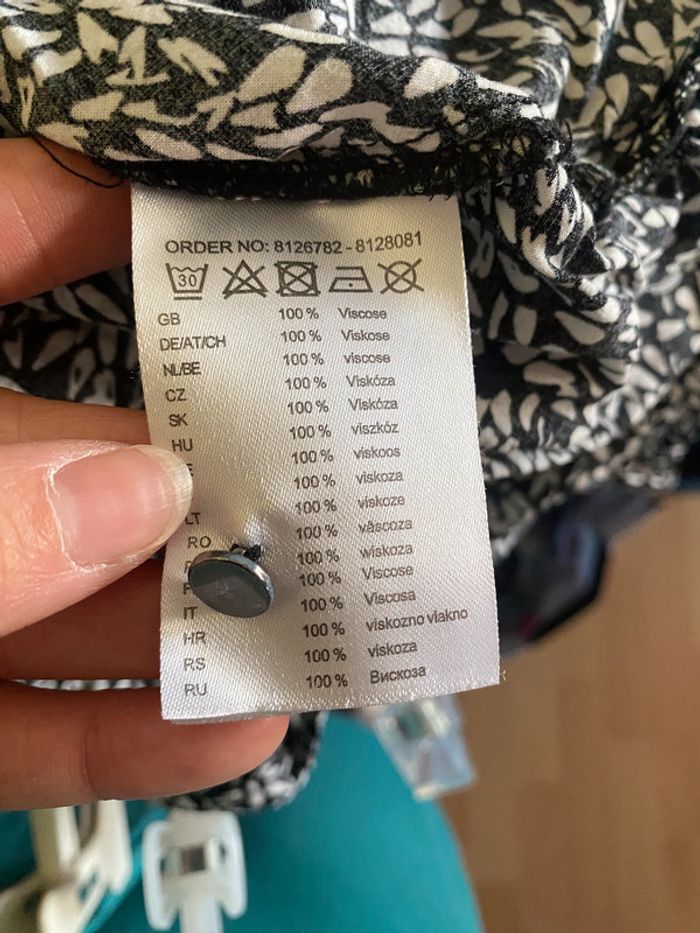 ORDER NO: 8126782 - 8128081
30
GB 100 % Viscose
DE/AT/CH 100 % Viskose
NL/BE 100 % viscose
CZ 100 % Viskóza
SK 100 % Viskóza
HU 100 % viszkóz
100 % viskoos
100 % viskoza
LT 100 % viskoze
RO 100 % vâscoza
100 % wiskoza
100 % Viscose
IT 100 % Viscosa
HR 100 % viskozno vlakno
RS 100 % viskoza
RU 100 % Вискоза